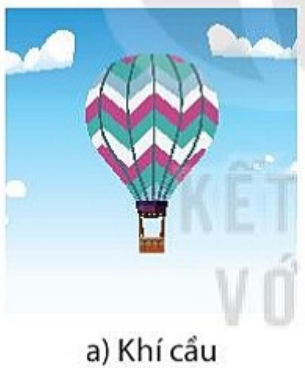 KẾT
VỚ
a) Khí cầu